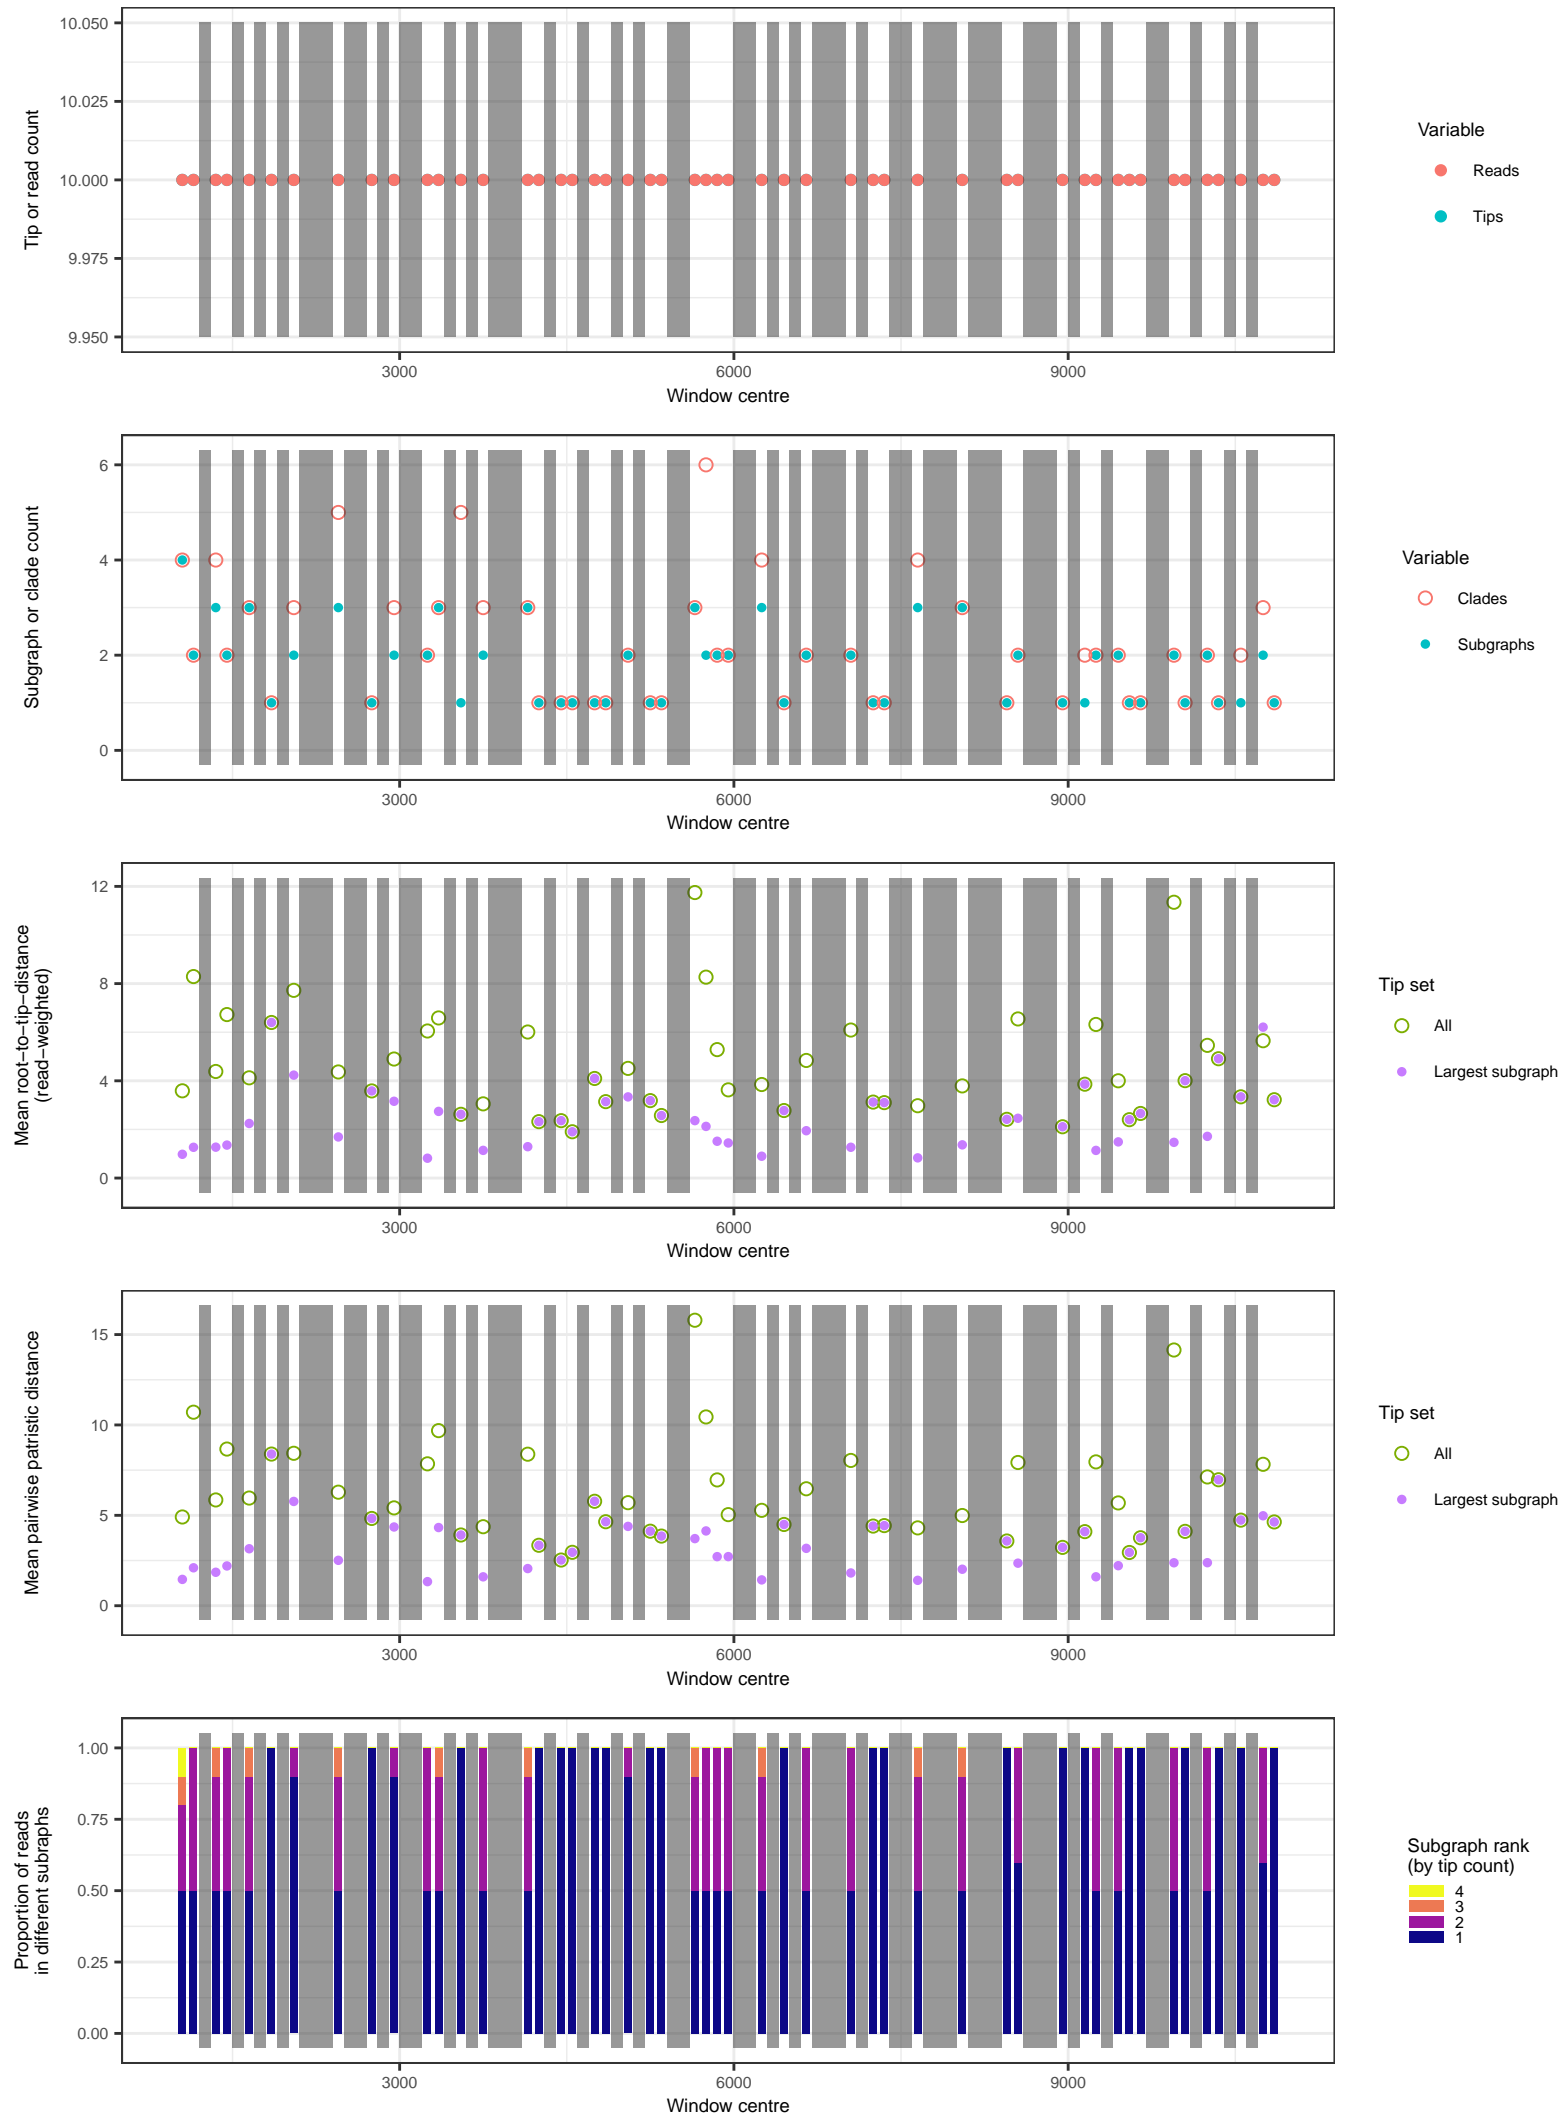 10.050
10.025
10.000
9.975
9.950
Tip or read count
3000
6000
9000
Window centre
Variable
Reads
Tips
6
4
2
0
Subgraph or clade count
3000
6000
9000
Window centre
Variable
Clades
Subgraphs
12
8
4
0
Mean root−to−tip−distance
(read−weighted)
3000
6000
9000
Window centre
Tip set
All
Largest subgraph
15
10
5
0
Mean pairwise patristic distance
3000
6000
9000
Window centre
Tip set
All
Largest subgraph
1.00
0.75
0.50
0.25
0.00
Proportion of reads
in different subraphs
3000
6000
9000
Window centre
Subgraph rank
(by tip count)
4
3
2
1